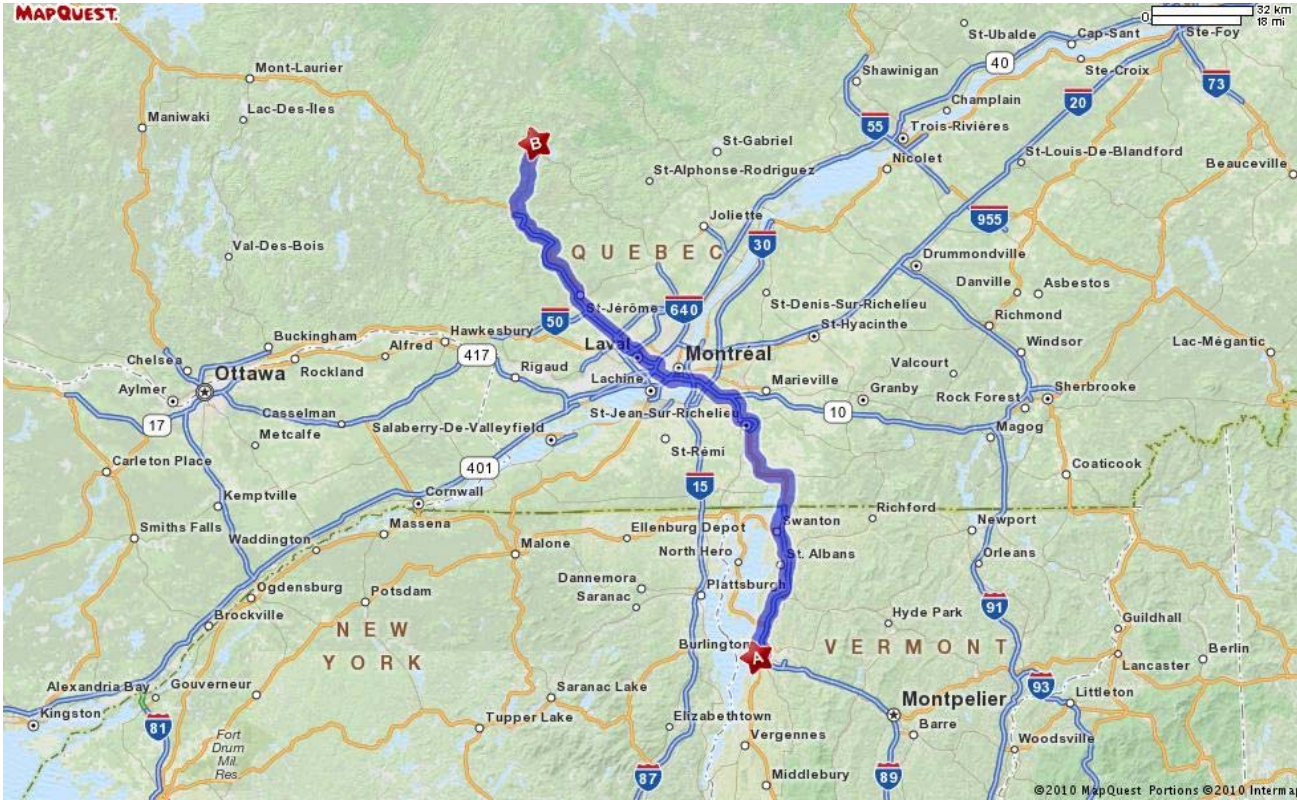 MAPQUEST.
0
32 km
18 mi
St-Ubalde
Cap-Sant
Ste-Foy
40
Mont-Laurier
Shawinigan
Ste-Croix
73
Lac-Des-Îles
Maniwaki
Champlain
20
55
Trois-Rivières
B
St-Gabriel
St-Louis-De-Blandford
Nicolet
Beauceville
St-Alphonse-Rodriguez
Joliette
955
30
Val-Des-Bois
QUEBEC
Drummondville
Danville
Asbestos
St-Denis-Sur-Richelieu
St-Jérôme
640
50
Richmond
Hawkesbury
St-Hyacinthe
Buckingham
Alfred
Laval
Montréal
Windsor
Lac-Mégantic
Chelsea
417
Rockland
Rigaud
Valcourt
Ottawa
Lachine
Marieville
Granby
Sherbrooke
Aylmer
Rock Forest
Casselman
St-Jean-Sur-Richelieu
10
17
Salaberry-De-Valleyfield
Magog
Metcalfe
St-Rémi
Carleton Place
401
Coaticook
15
Kemptville
Cornwall
Richford
Massena
Swanton
Newport
Smiths Falls
Ellenburg Depot
Waddington
Malone
North Hero
St. Albans
Orleans
Dannemora
Plattsburgh
Ogdensburg
Potsdam
Saranac
91
Brockville
Hyde Park
Guildhall
NEW
YORK
Burlington
A
VERMONT
Berlin
Lancaster
Alexandria Bay
Gouverneur
Saranac Lake
93
Littleton
Montpelier
Kingston
81
Tupper Lake
Elizabethtown
Barre
Fort
Drum
Mil.
Res.
Vergennes
Woodsville
87
Middlebury
89
©2010 MapQuest Portions ©2010 Intermap